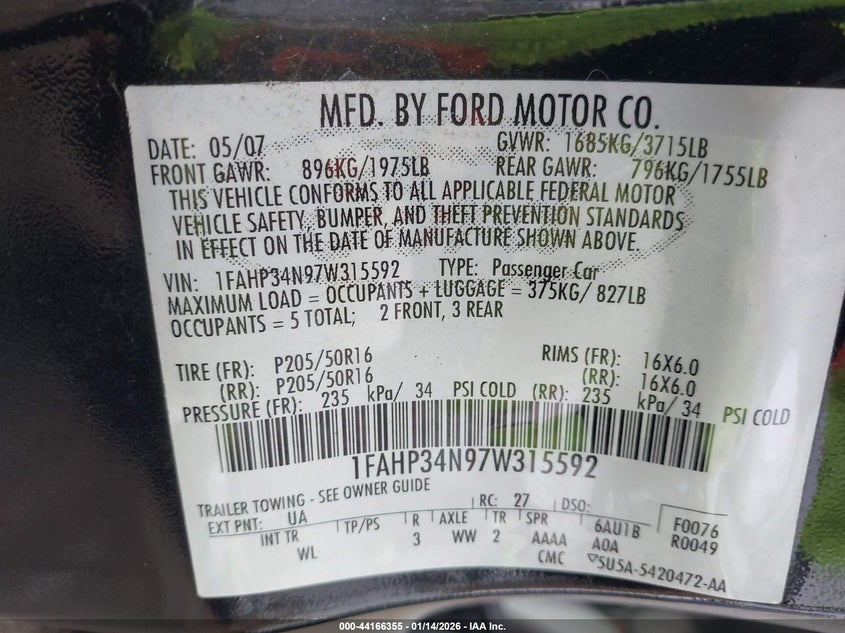 MFD. BY FORD MOTOR CO.
DATE: 05/07 GVWR: 1685KG/3715LB
FRONT GAWR: 896KG/1975LB REAR GAWR: 796KG/1755LB
THIS VEHICLE CONFORMS TO ALL APPLICABLE FEDERAL MOTOR
VEHICLE SAFETY, BUMPER, AND THEFT PREVENTION STANDARDS
IN EFFECT ON THE DATE OF MANUFACTURE SHOWN ABOVE.
VIN: 1FAHP34N97W315592 TYPE: Passenger Car
MAXIMUM LOAD = OCCUPANTS + LUGGAGE = 375KG/ 827LB
OCCUPANTS = 5 TOTAL; 2 FRONT, 3 REAR
TIRE (FR): P205/50R16 RIMS (FR): 16X6.0
(RR): P205/50R16 (RR): 16X6.0
PRESSURE (FR): 235 kPa/ 34 PSI COLD (RR): 235 kPa/ 34 PSI COLD
1FAHP34N97W315592
TRAILER TOWING - SEE OWNER GUIDE
EXT PNT: UA RC: 27 DSO: F0076
INT TR TP/PS R AXLE TR SPR 6AU1B R0049
WL 3 WW 2 AAAA A0A
CMC ▽5U5A-5420472-AA
000-44166355 - 01/14/2026 - IAA Inc.